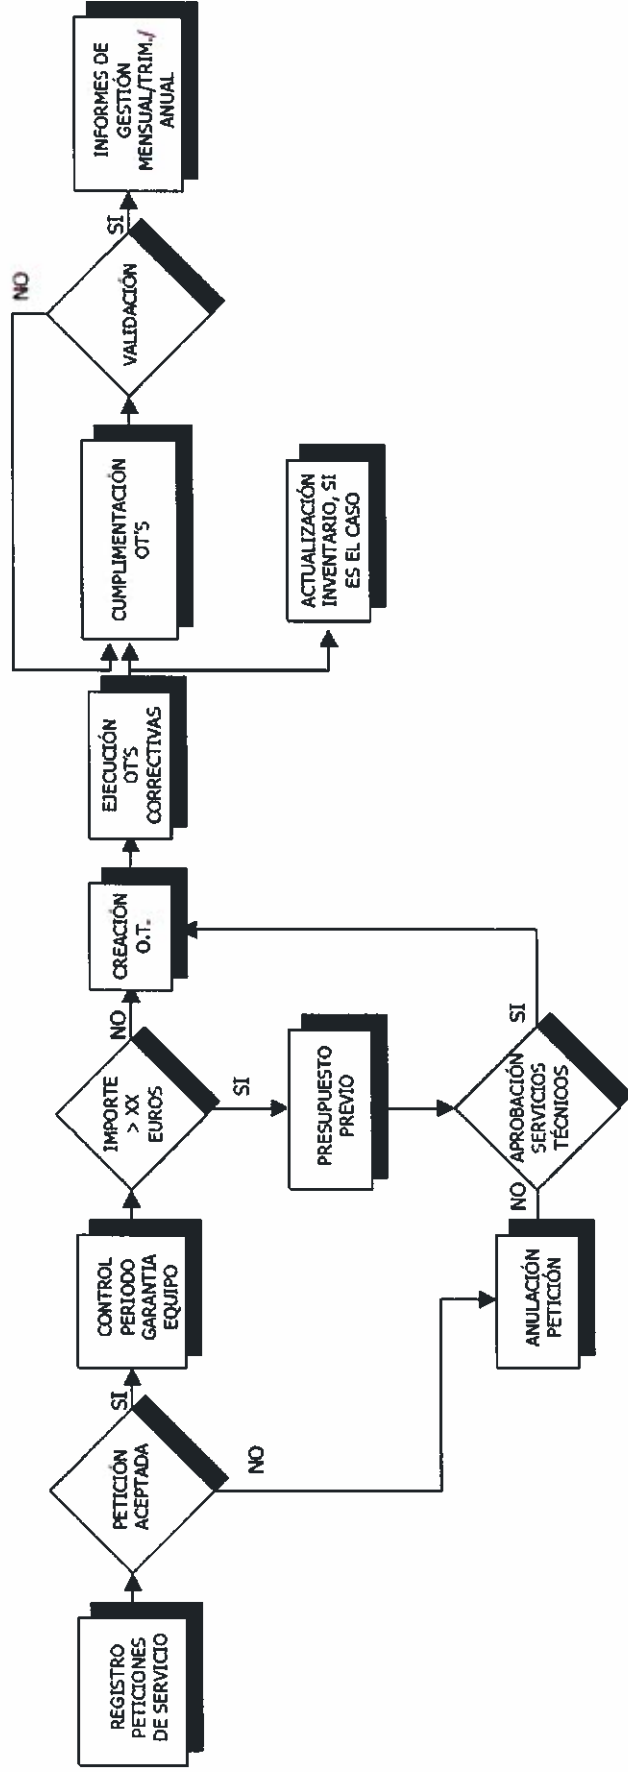 REGISTRO
PETICIONES
DE SERVICIO
PETICIÓN
ACEPTADA
SI
NO
CONTROL
PERIODO
GARANTIA
EQUIPO
IMPORTE
> XX
EUROS
NO
SI
PRESUPUESTO
PREVIO
APROBACIÓN
SERVICIOS
TÉCNICOS
NO
SI
ANULACIÓN
PETICIÓN
CREACIÓN
O.T.
EJECUCIÓN
OT'S
CORRECTIVAS
CUMPLIMENTACIÓN
OT'S
ACTUALIZACIÓN
INVENTARIO, SI
ES EL CASO
VALIDACIÓN
NO
SI
INFORMES DE
GESTIÓN
MENSUAL/TRIM./
ANUAL